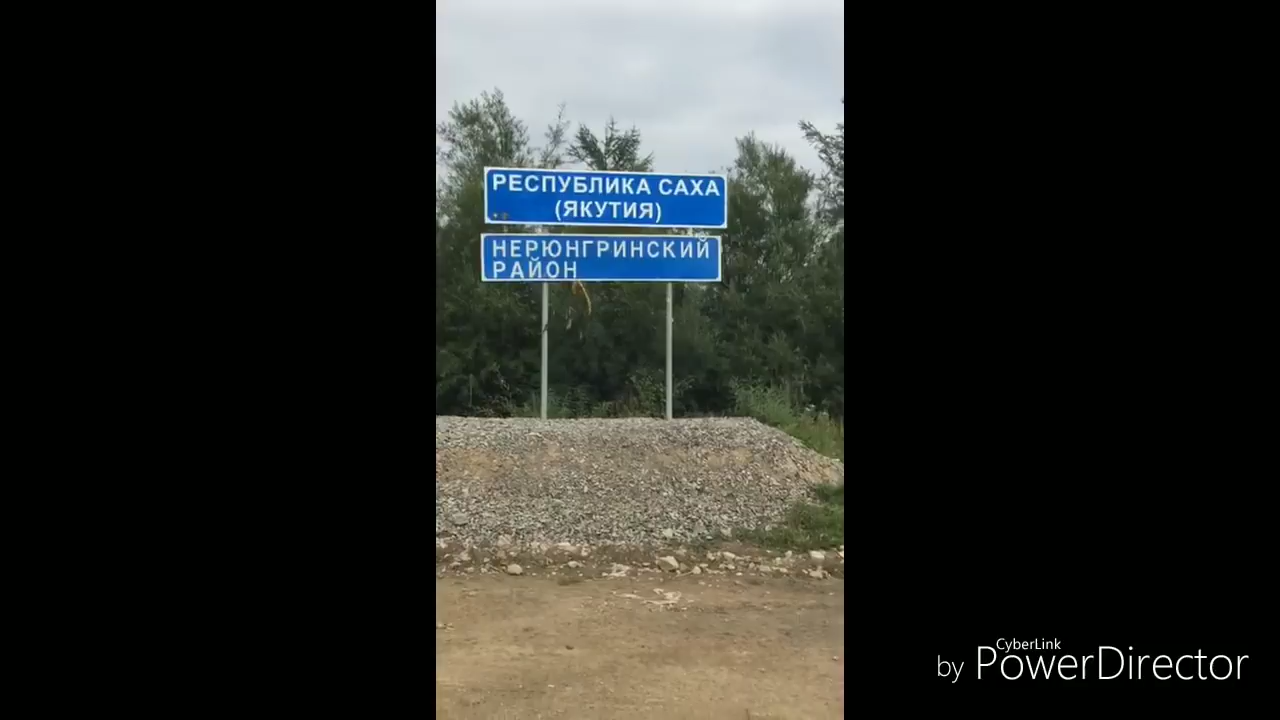 РЕСПУБЛИКА САХА
(ЯКУТИЯ)
НЕРЮНГРИНСКИЙ
РАЙОН
CyberLink
by PowerDirector